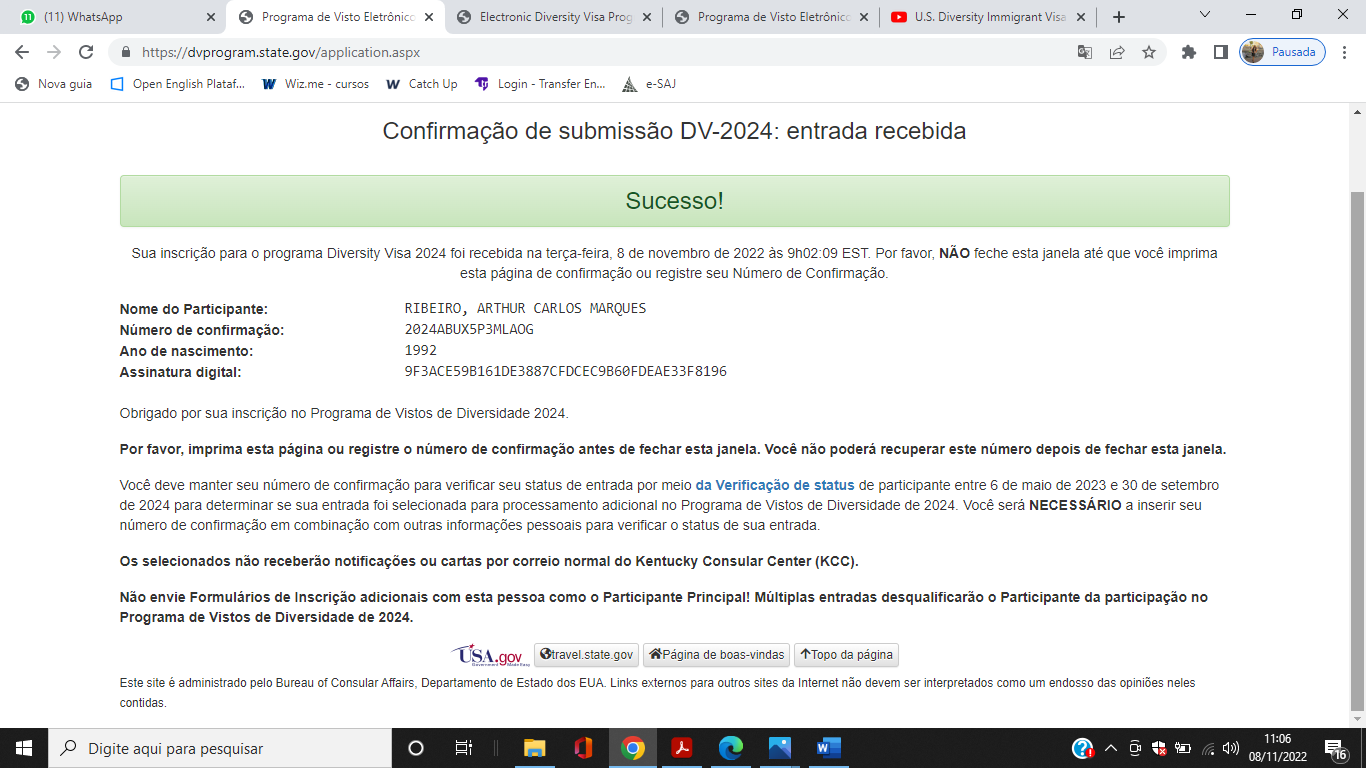 (11) WhatsApp
Programa de Visto Eletrônico
Electronic Diversity Visa Prog
Programa de Visto Eletrônico
U.S. Diversity Immigrant Visa
https://dvprogram.state.gov/application.aspx
Pausada
Nova guia
Open English Plataf...
Wiz.me - cursos
Catch Up
Login - Transfer En...
e-SAJ
Confirmação de submissão DV-2024: entrada recebida
Sucesso!
Sua inscrição para o programa Diversity Visa 2024 foi recebida na terça-feira, 8 de novembro de 2022 às 9h02:09 EST. Por favor, NÃO feche esta janela até que você imprima
esta página de confirmação ou registre seu Número de Confirmação.
Nome do Participante: RIBEIRO, ARTHUR CARLOS MARQUES
Número de confirmação: 2024ABUX5P3MLAOG
Ano de nascimento: 1992
Assinatura digital: 9F3ACE59B161DE3887CFDCEC9B60FDEAE33F8196
Obrigado por sua inscrição no Programa de Vistos de Diversidade 2024.
Por favor, imprima esta página ou registre o número de confirmação antes de fechar esta janela. Você não poderá recuperar este número depois de fechar esta janela.
Você deve manter seu número de confirmação para verificar seu status de entrada por meio da Verificação de status de participante entre 6 de maio de 2023 e 30 de setembro
de 2024 para determinar se sua entrada foi selecionada para processamento adicional no Programa de Vistos de Diversidade de 2024. Você será NECESSÁRIO a inserir seu
número de confirmação em combinação com outras informações pessoais para verificar o status de sua entrada.
Os selecionados não receberão notificações ou cartas por correio normal do Kentucky Consular Center (KCC).
Não envie Formulários de Inscrição adicionais com esta pessoa como o Participante Principal! Múltiplas entradas desqualificarão o Participante da participação no
Programa de Vistos de Diversidade de 2024.
USA.gov
Government Made Easy
travel.state.gov
Página de boas-vindas
Topo da página
Este site é administrado pelo Bureau of Consular Affairs, Departamento de Estado dos EUA. Links externos para outros sites da Internet não devem ser interpretados como um endosso das opiniões neles
contidas.
Digite aqui para pesquisar
11:06
08/11/2022
16